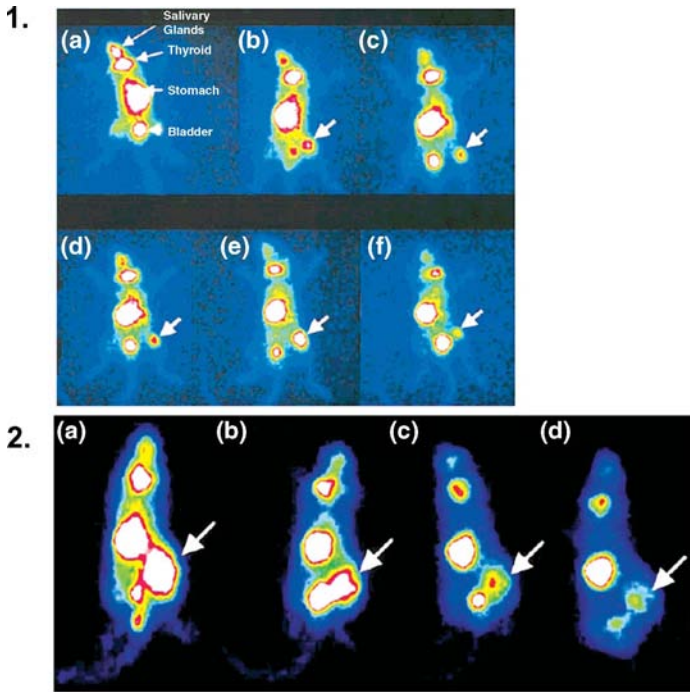 1.
(a)
Salivary
Glands
Thyroid
Stomach
Bladder
(b)
(c)
(d)
(e)
(f)
2.
(a)
(b)
(c)
(d)